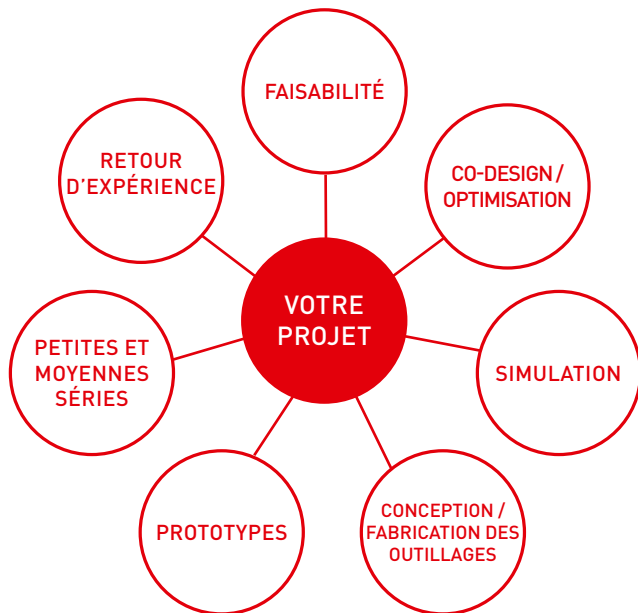 FAISABILITÉ
CO-DESIGN /
OPTIMISATION
SIMULATION
CONCEPTION /
FABRICATION DES
OUTILLAGES
PROTOTYPES
PETITES ET
MOYENNES
SÉRIES
RETOUR
D'EXPÉRIENCE
VOTRE
PROJET